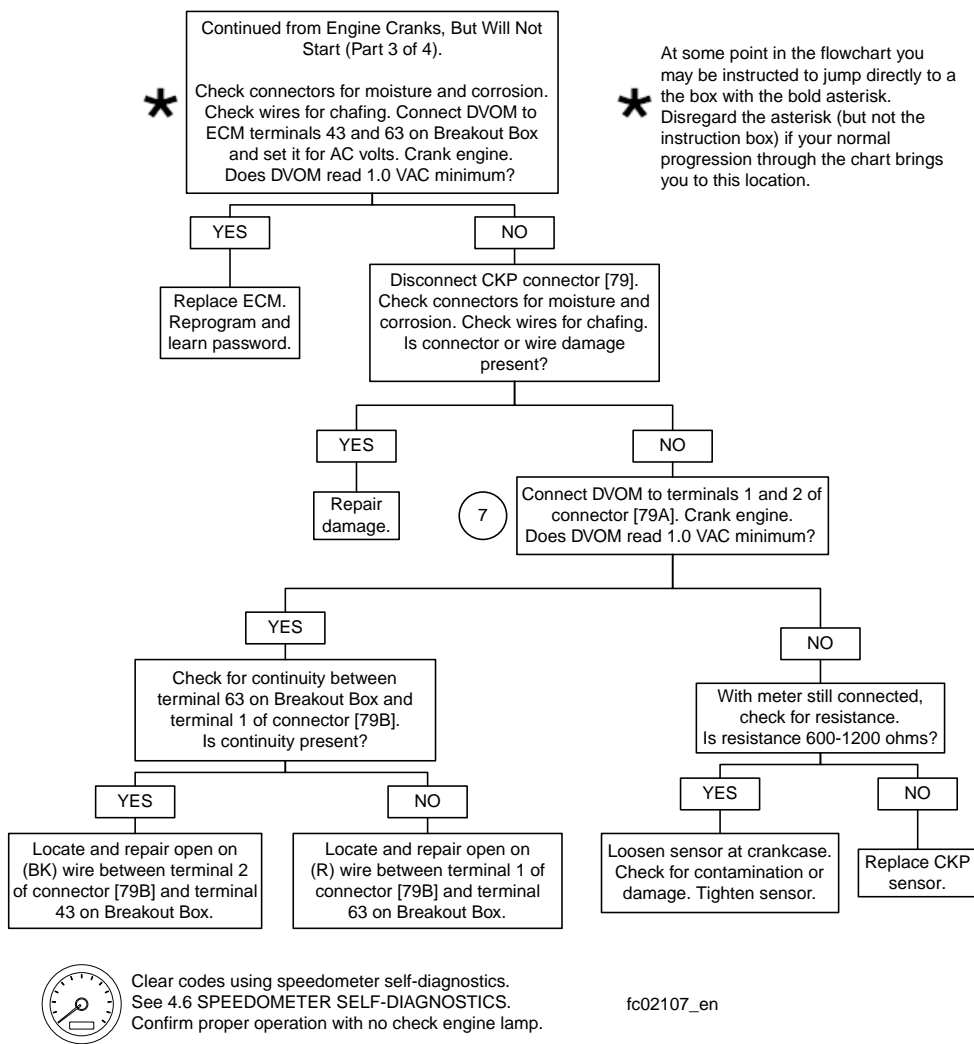 Continued from Engine Cranks, But Will Not
Start (Part 3 of 4).
Check connectors for moisture and corrosion.
Check wires for chafing. Connect DVOM to
ECM terminals 43 and 63 on Breakout Box
and set it for AC volts. Crank engine.
Does DVOM read 1.0 VAC minimum?
*
*
At some point in the flowchart you
may be instructed to jump directly to a
the box with the bold asterisk.
Disregard the asterisk (but not the
instruction box) if your normal
progression through the chart brings
you to this location.
YES
NO
Replace ECM.
Reprogram and
learn password.
Disconnect CKP connector [79].
Check connectors for moisture and
corrosion. Check wires for chafing.
Is connector or wire damage
present?
YES
NO
Repair
damage.
7
Connect DVOM to terminals 1 and 2 of
connector [79A]. Crank engine.
Does DVOM read 1.0 VAC minimum?
YES
NO
Check for continuity between
terminal 63 on Breakout Box and
terminal 1 of connector [79B].
Is continuity present?
With meter still connected,
check for resistance.
Is resistance 600-1200 ohms?
YES
NO
YES
NO
Locate and repair open on
(BK) wire between terminal 2
of connector [79B] and terminal
43 on Breakout Box.
Locate and repair open on
(R) wire between terminal 1 of
connector [79B] and terminal
63 on Breakout Box.
Loosen sensor at crankcase.
Check for contamination or
damage. Tighten sensor.
Replace CKP
sensor.
Clear codes using speedometer self-diagnostics.
See 4.6 SPEEDOMETER SELF-DIAGNOSTICS.
Confirm proper operation with no check engine lamp.
fc02107_en